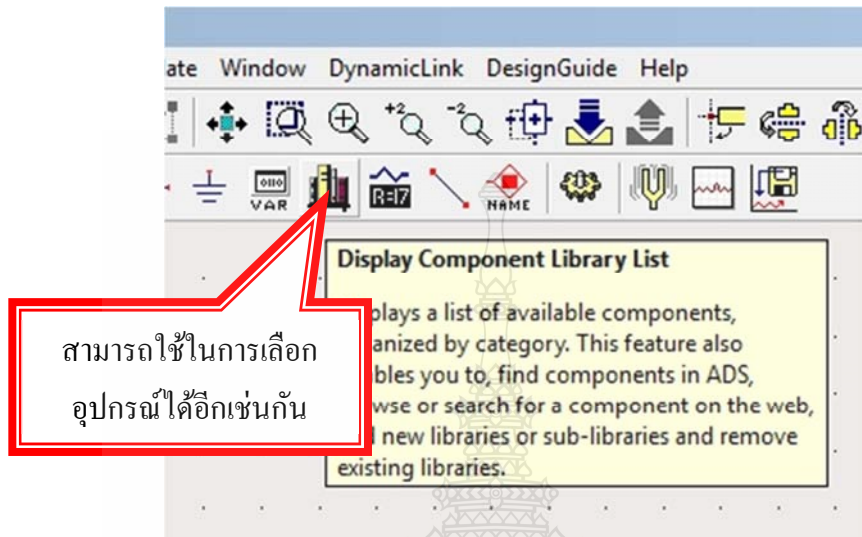 ate Window DynamicLink DesignGuide Help
+2 -2
VAR R=17 NAME
Display Component Library List
plays a list of available components,
anized by category. This feature also
bles you to, find components in ADS,
wse or search for a component on the web,
new libraries or sub-libraries and remove
existing libraries.
สามารถใช้ในการเลือก
อุปกรณ์ได้อีกเช่นกัน